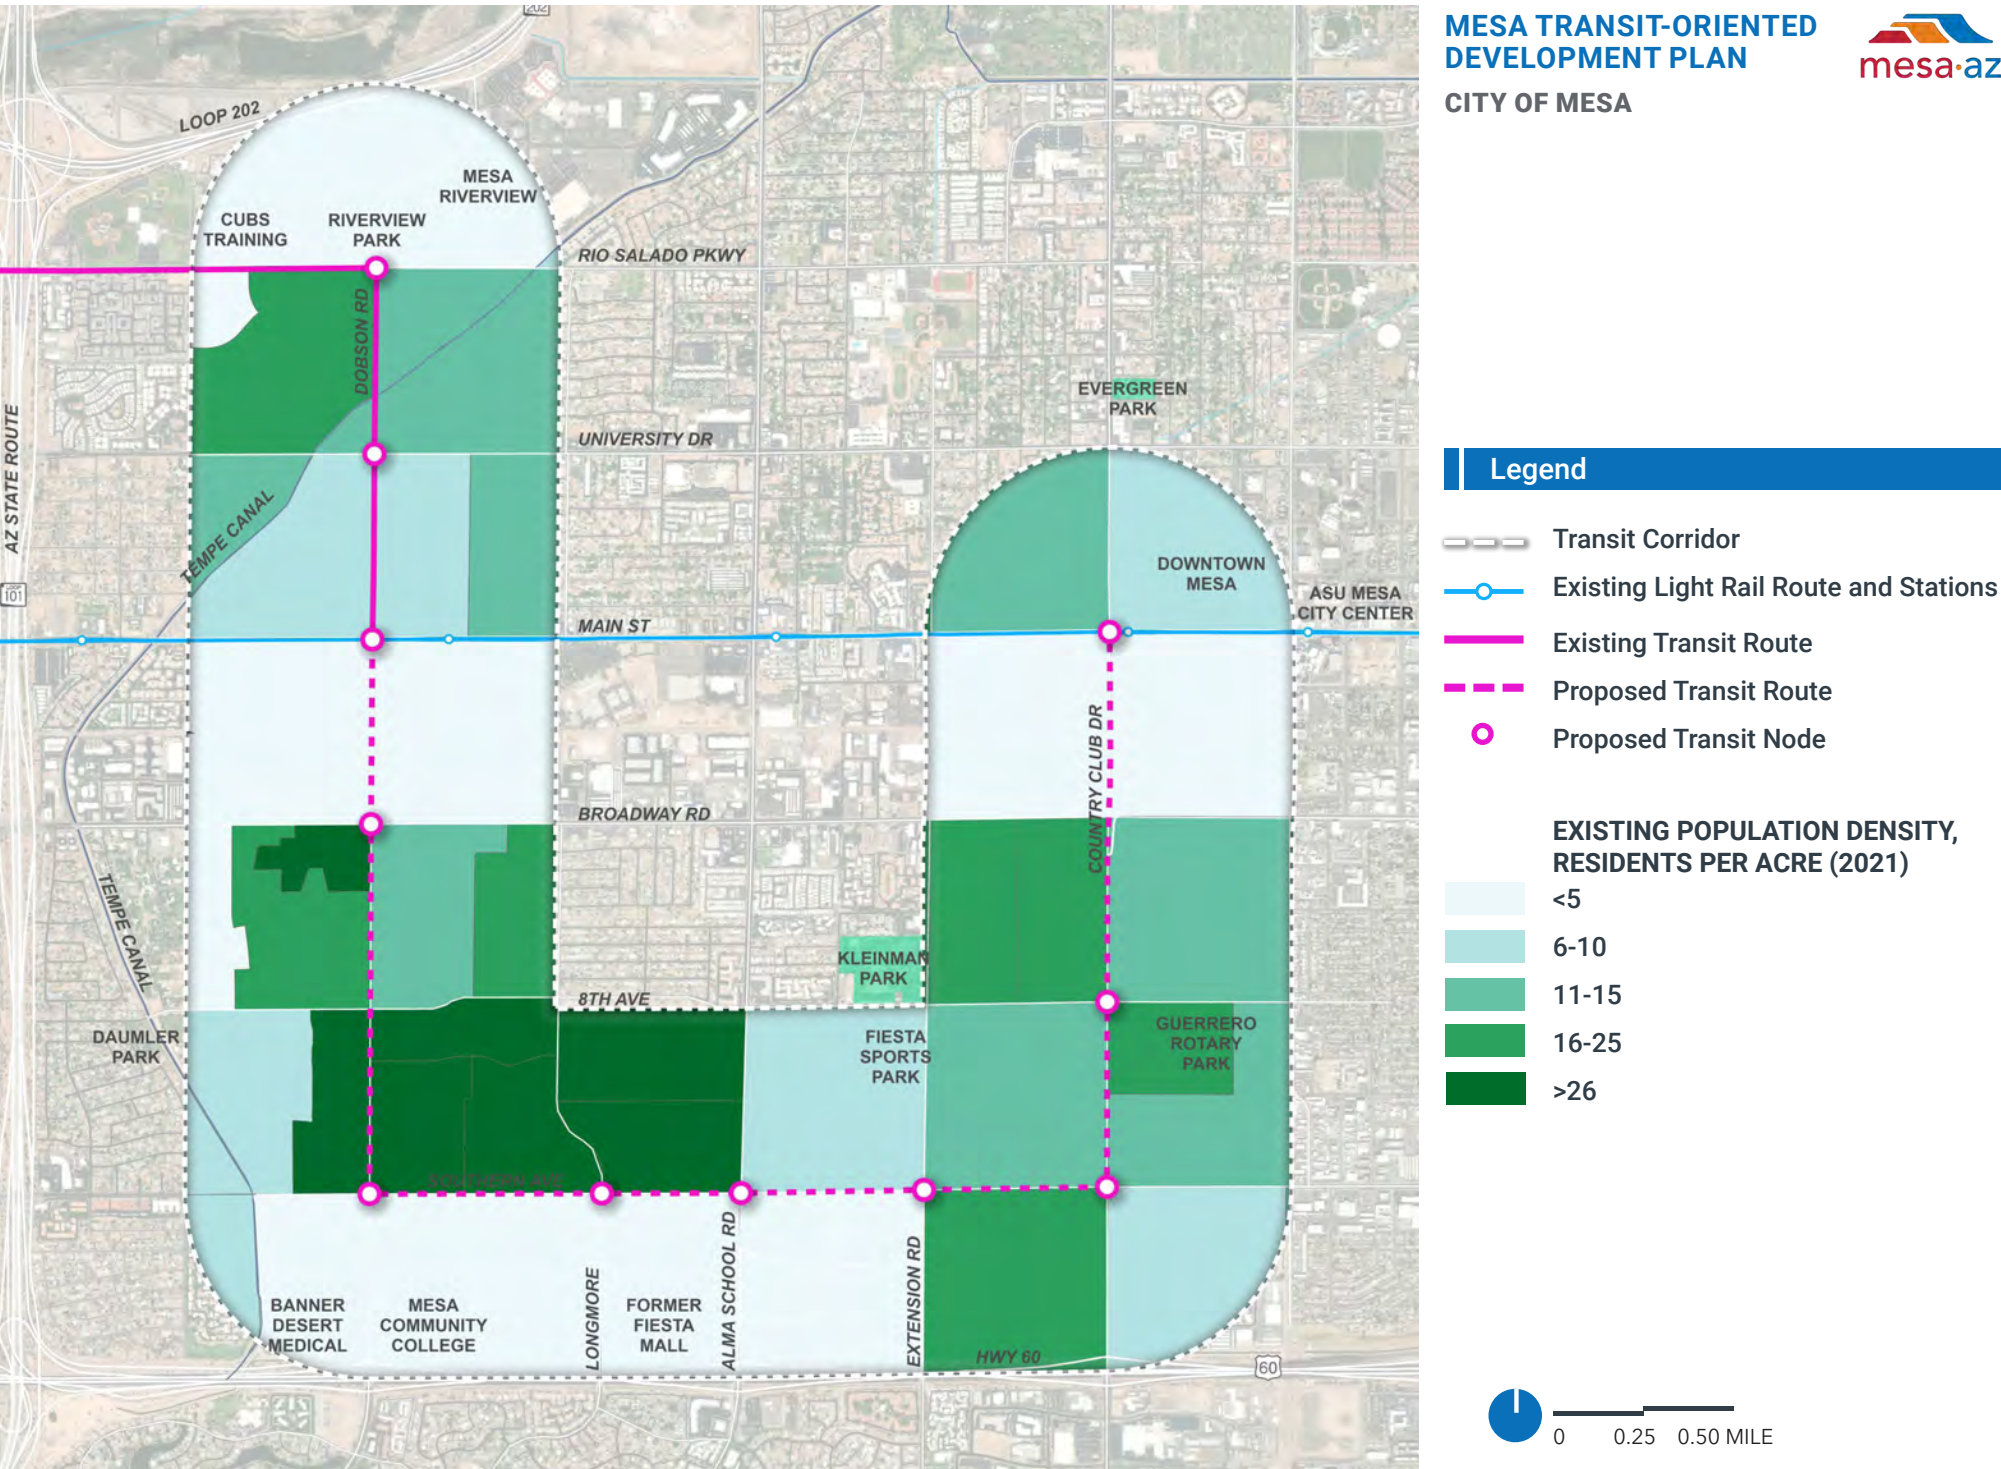 MESA TRANSIT-ORIENTED
DEVELOPMENT PLAN
CITY OF MESA
mesa·az
202
LOOP 202
MESA
RIVERVIEW
CUBS
TRAINING
RIVERVIEW
PARK
RIO SALADO PKWY
DOBSON RD
EVERGREEN
PARK
AZ STATE ROUTE
UNIVERSITY DR
TEMPE CANAL
DOWNTOWN
MESA
ASU MESA
CITY CENTER
LOOP
101
MAIN ST
COUNTRY CLUB DR
BROADWAY RD
TEMPE CANAL
KLEINMAN
PARK
8TH AVE
DAUMLER
PARK
FIESTA
SPORTS
PARK
GUERRERO
ROTARY
PARK
SOUTHERN AVE
BANNER
DESERT
MEDICAL
MESA
COMMUNITY
COLLEGE
LONGMORE
FORMER
FIESTA
MALL
ALMA SCHOOL RD
EXTENSION RD
HWY 60
60
Legend
Transit Corridor
Existing Light Rail Route and Stations
Existing Transit Route
Proposed Transit Route
Proposed Transit Node
EXISTING POPULATION DENSITY,
RESIDENTS PER ACRE (2021)
<5
6-10
11-15
16-25
>26
0 0.25 0.50 MILE